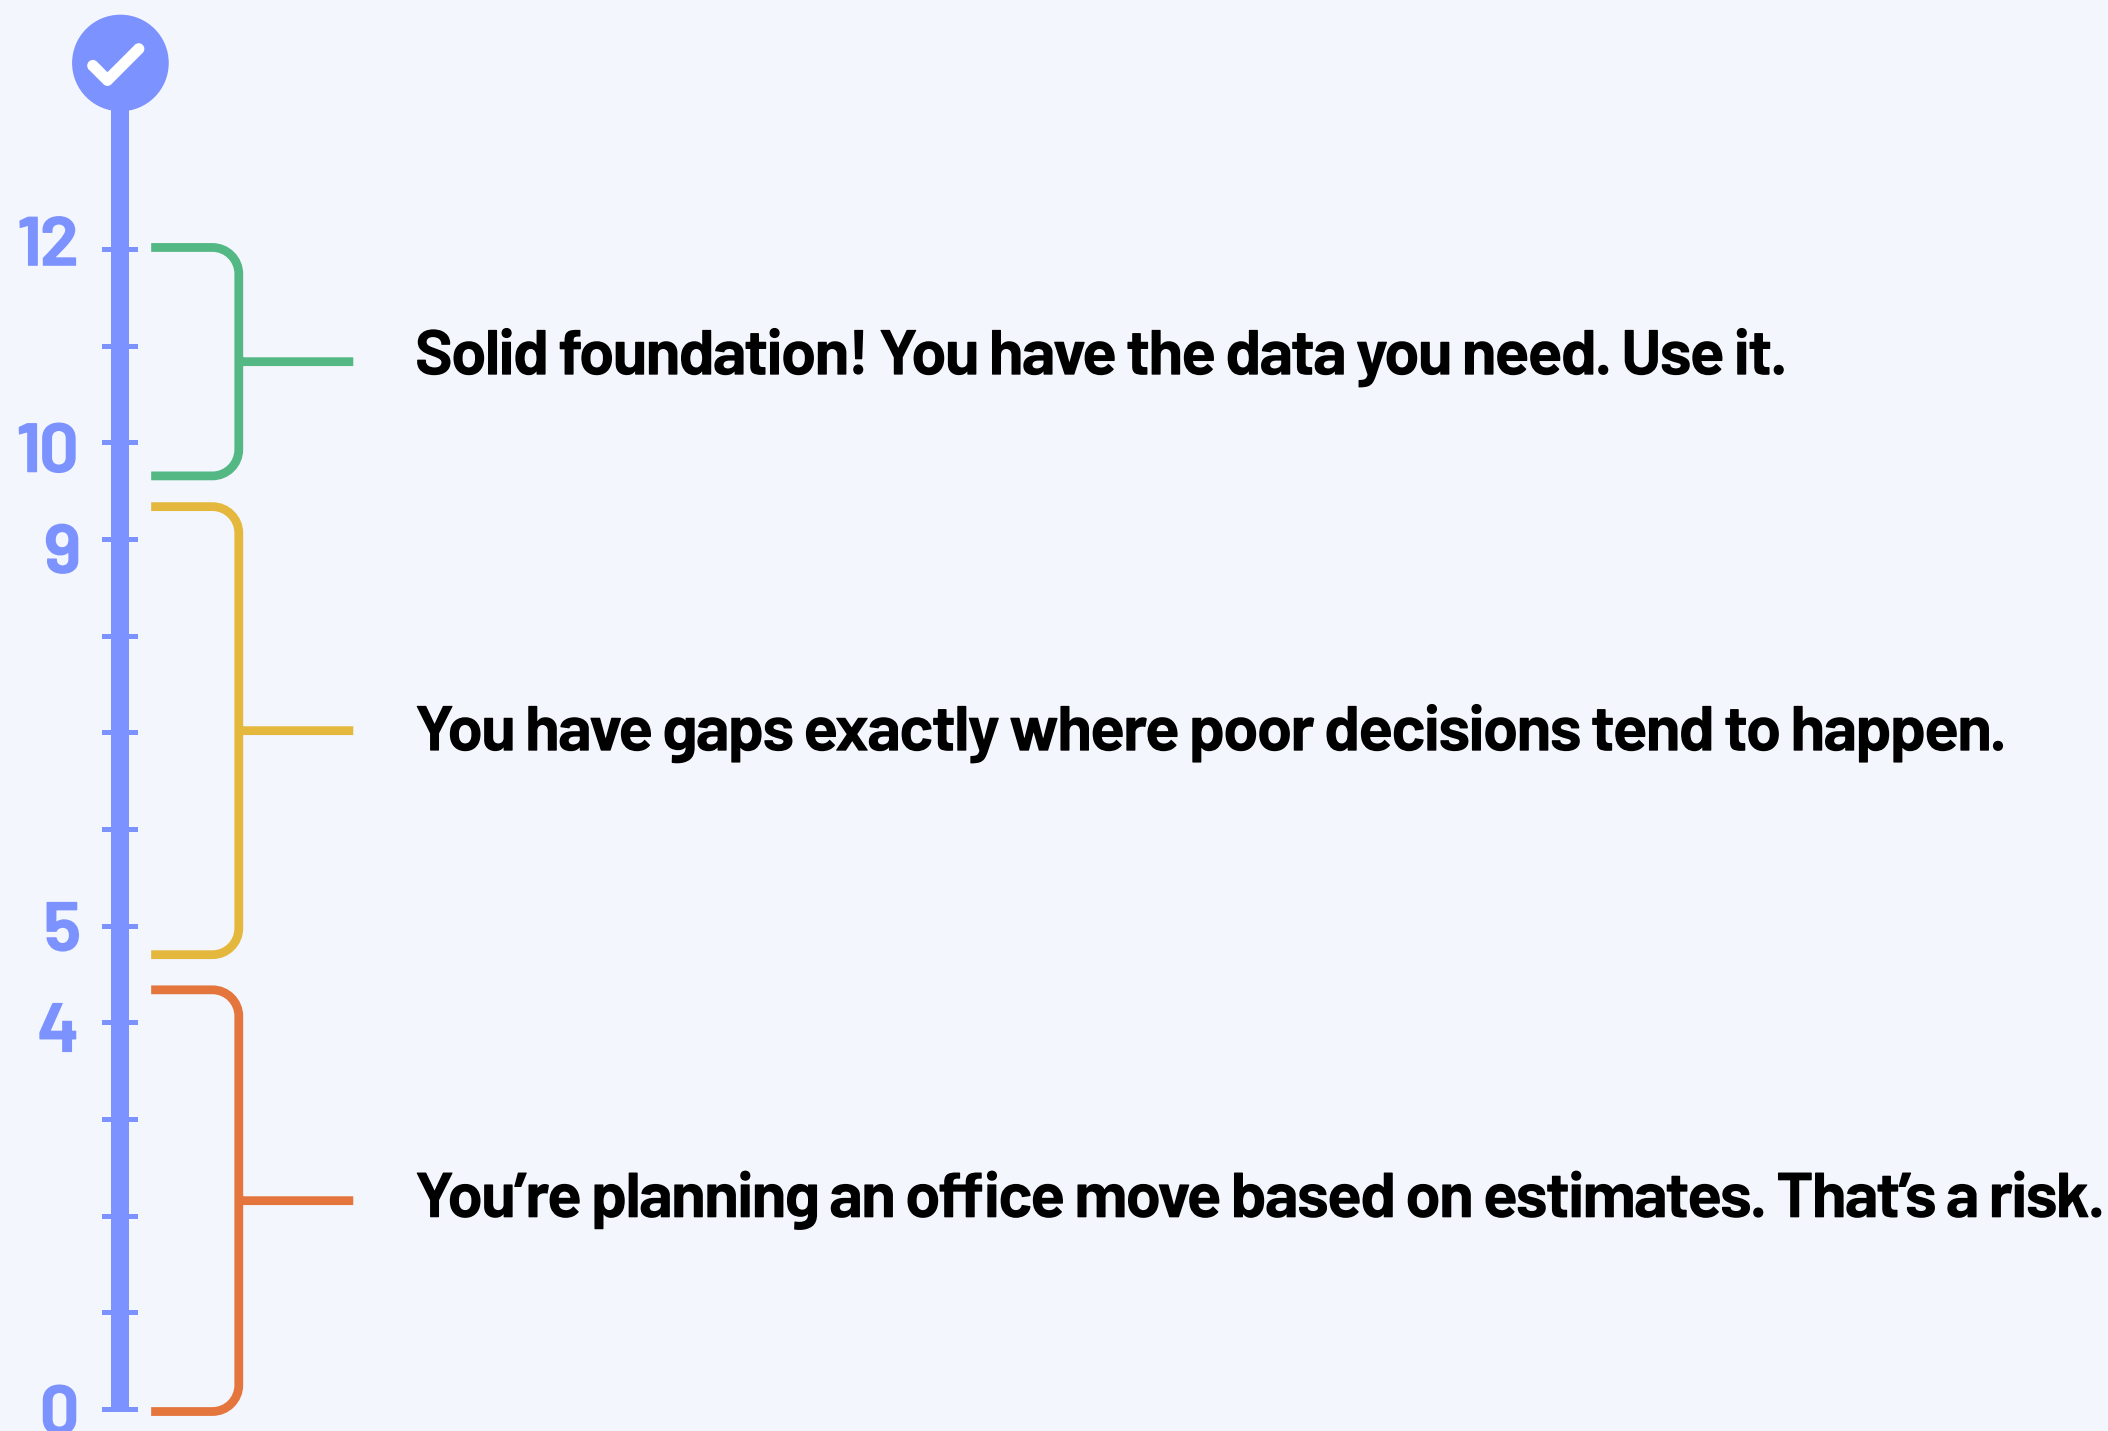 12
Solid foundation! You have the data you need. Use it.
10
9
You have gaps exactly where poor decisions tend to happen.
5
4
You’re planning an office move based on estimates. That’s a risk.
0